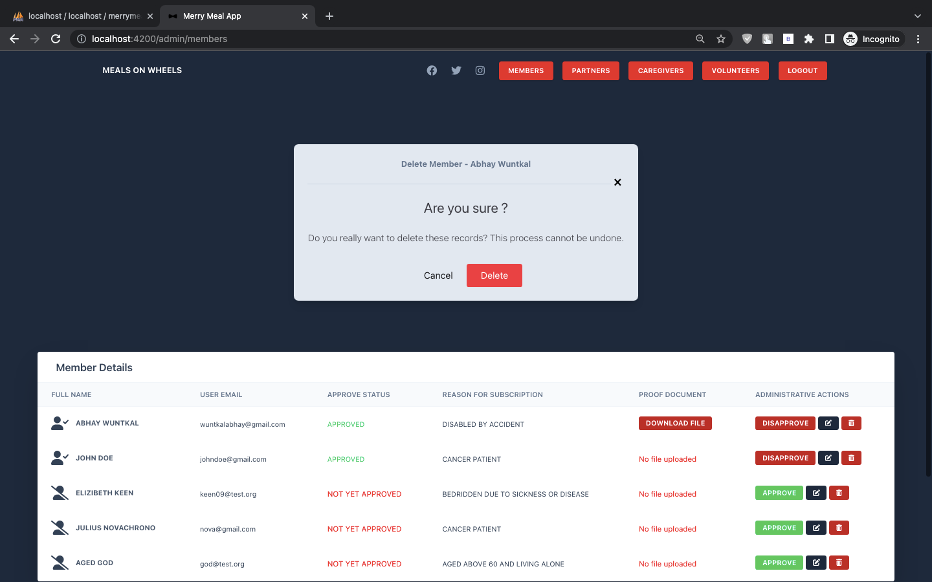 localhost / localhost / merryme
Merry Meal App
localhost:4200/admin/members
Incognito
MEALS ON WHEELS
MEMBERS
PARTNERS
CAREGIVERS
VOLUNTEERS
LOGOUT
Delete Member - Abhay Wuntkal
Are you sure ?
Do you really want to delete these records? This process cannot be undone.
Cancel
Delete
Member Details
FULL NAME USER EMAIL APPROVE STATUS REASON FOR SUBSCRIPTION PROOF DOCUMENT ADMINISTRATIVE ACTIONS
ABHAY WUNTKAL wuntkalabhay@gmail.com APPROVED DISABLED BY ACCIDENT DOWNLOAD FILE DISAPPROVE
JOHN DOE johndoe@gmail.com APPROVED CANCER PATIENT No file uploaded DISAPPROVE
ELIZIBETH KEEN keen09@test.org NOT YET APPROVED BEDRIDDEN DUE TO SICKNESS OR DISEASE No file uploaded APPROVE
JULIUS NOVACHRONO nova@gmail.com NOT YET APPROVED CANCER PATIENT No file uploaded APPROVE
AGED GOD god@test.org NOT YET APPROVED AGED ABOVE 60 AND LIVING ALONE No file uploaded APPROVE